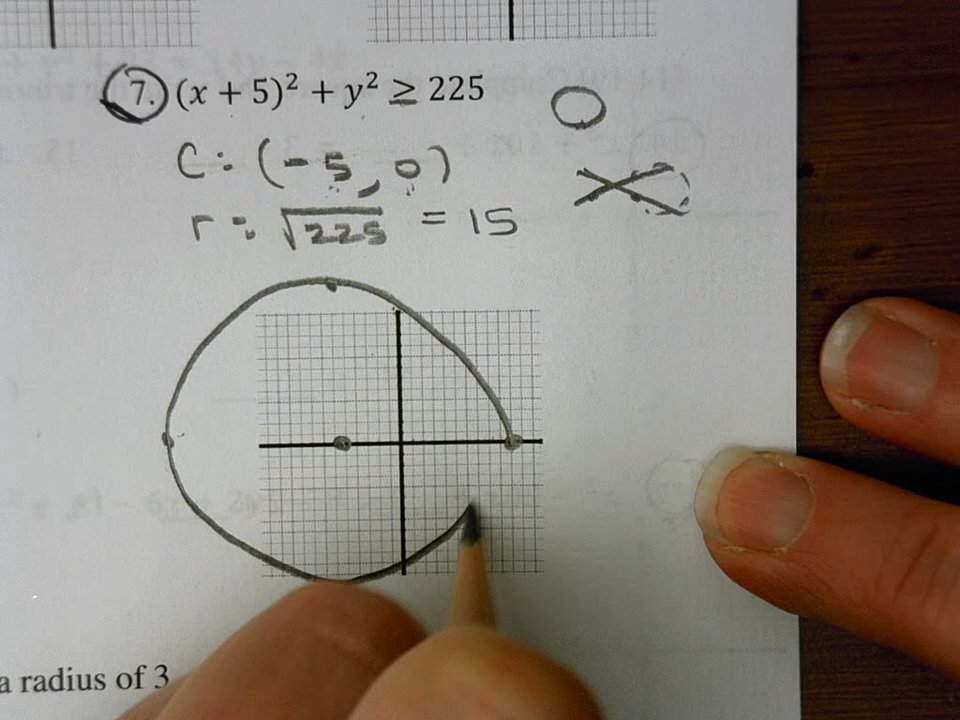 7. (x + 5)² + y² ≥ 225
C: (-5, 0)
r: √225 = 15
a radius of 3